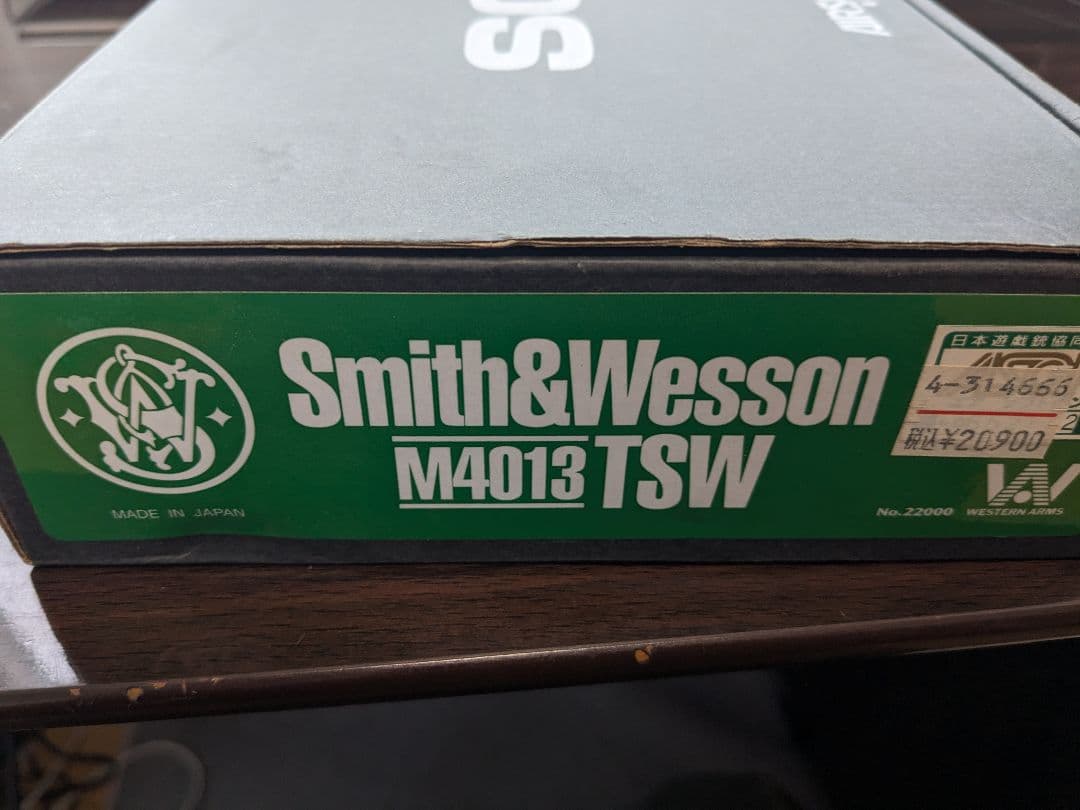 Smith&Wesson
M4013 TSW
MADE IN JAPAN
日本遊戯銃協同
4-314666
税込¥20900
No.22000
WESTERN ARMS